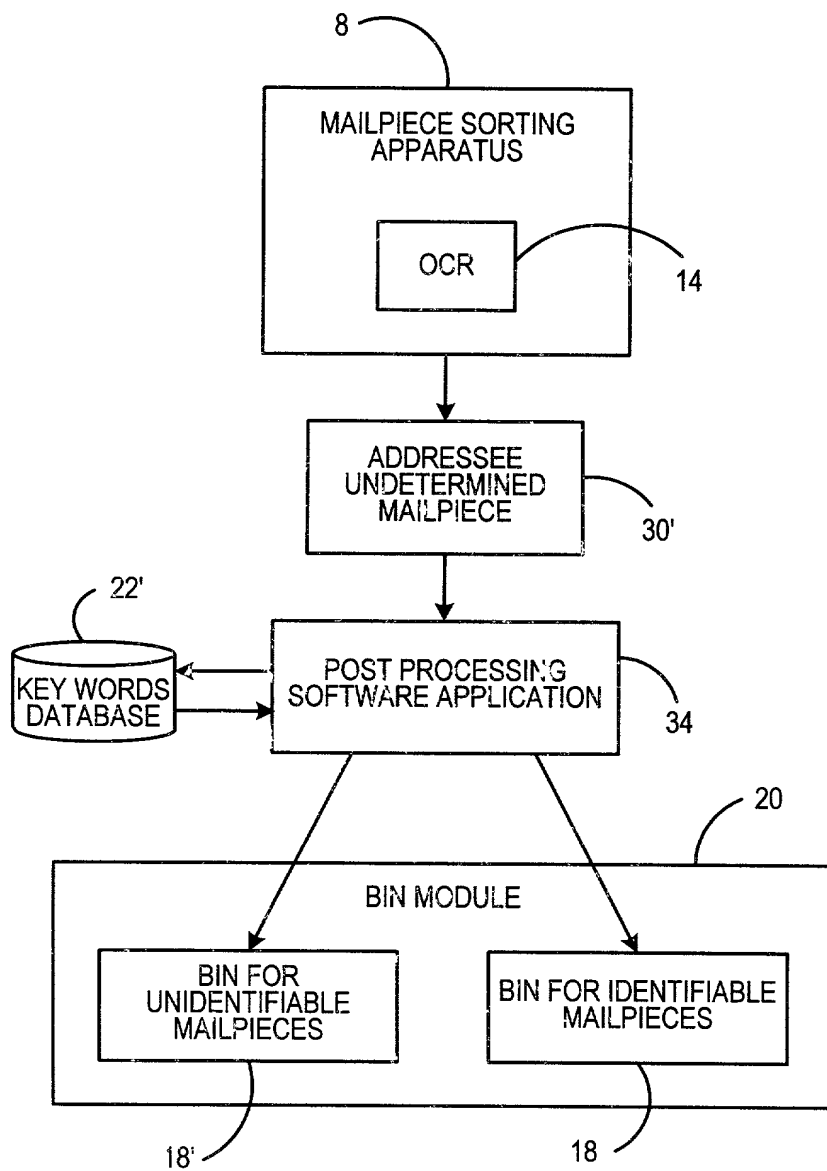 8
MAILPIECE SORTING
APPARATUS
OCR
14
ADDRESSEE
UNDETERMINED
MAILPIECE
30'
22'
KEY WORDS
DATABASE
POST PROCESSING
SOFTWARE APPLICATION
34
20
BIN MODULE
BIN FOR
UNIDENTIFIABLE
MAILPIECES
BIN FOR IDENTIFIABLE
MAILPIECES
18'
18